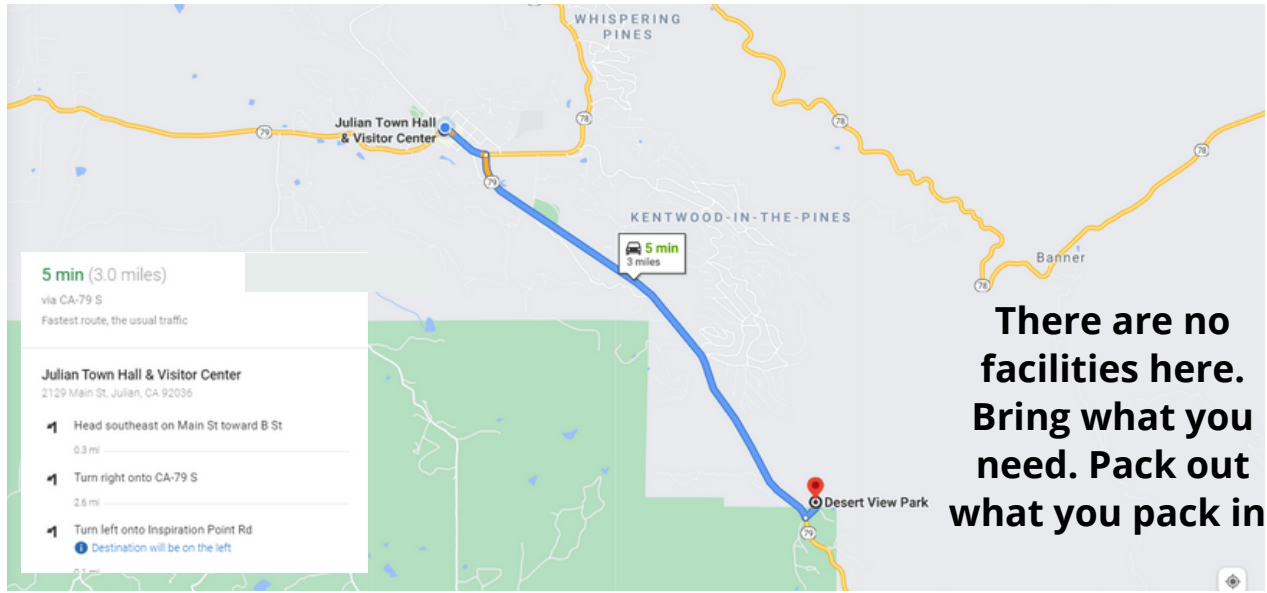 WHISPERING
PINES
Julian Town Hall
& Visitor Center
79
78
78
78
79
KENTWOOD-IN-THE-PINES
5 min
3 miles
Banner
78
5 min (3.0 miles)
via CA-79 S
Fastest route, the usual traffic
Julian Town Hall & Visitor Center
2129 Main St, Julian, CA 92036
Head southeast on Main St toward B St
0.3 mi
Turn right onto CA-79 S
2.6 mi
Turn left onto Inspiration Point Rd
Destination will be on the left
0.1 mi
There are no
facilities here.
Bring what you
need. Pack out
what you pack in
Desert View Park
79